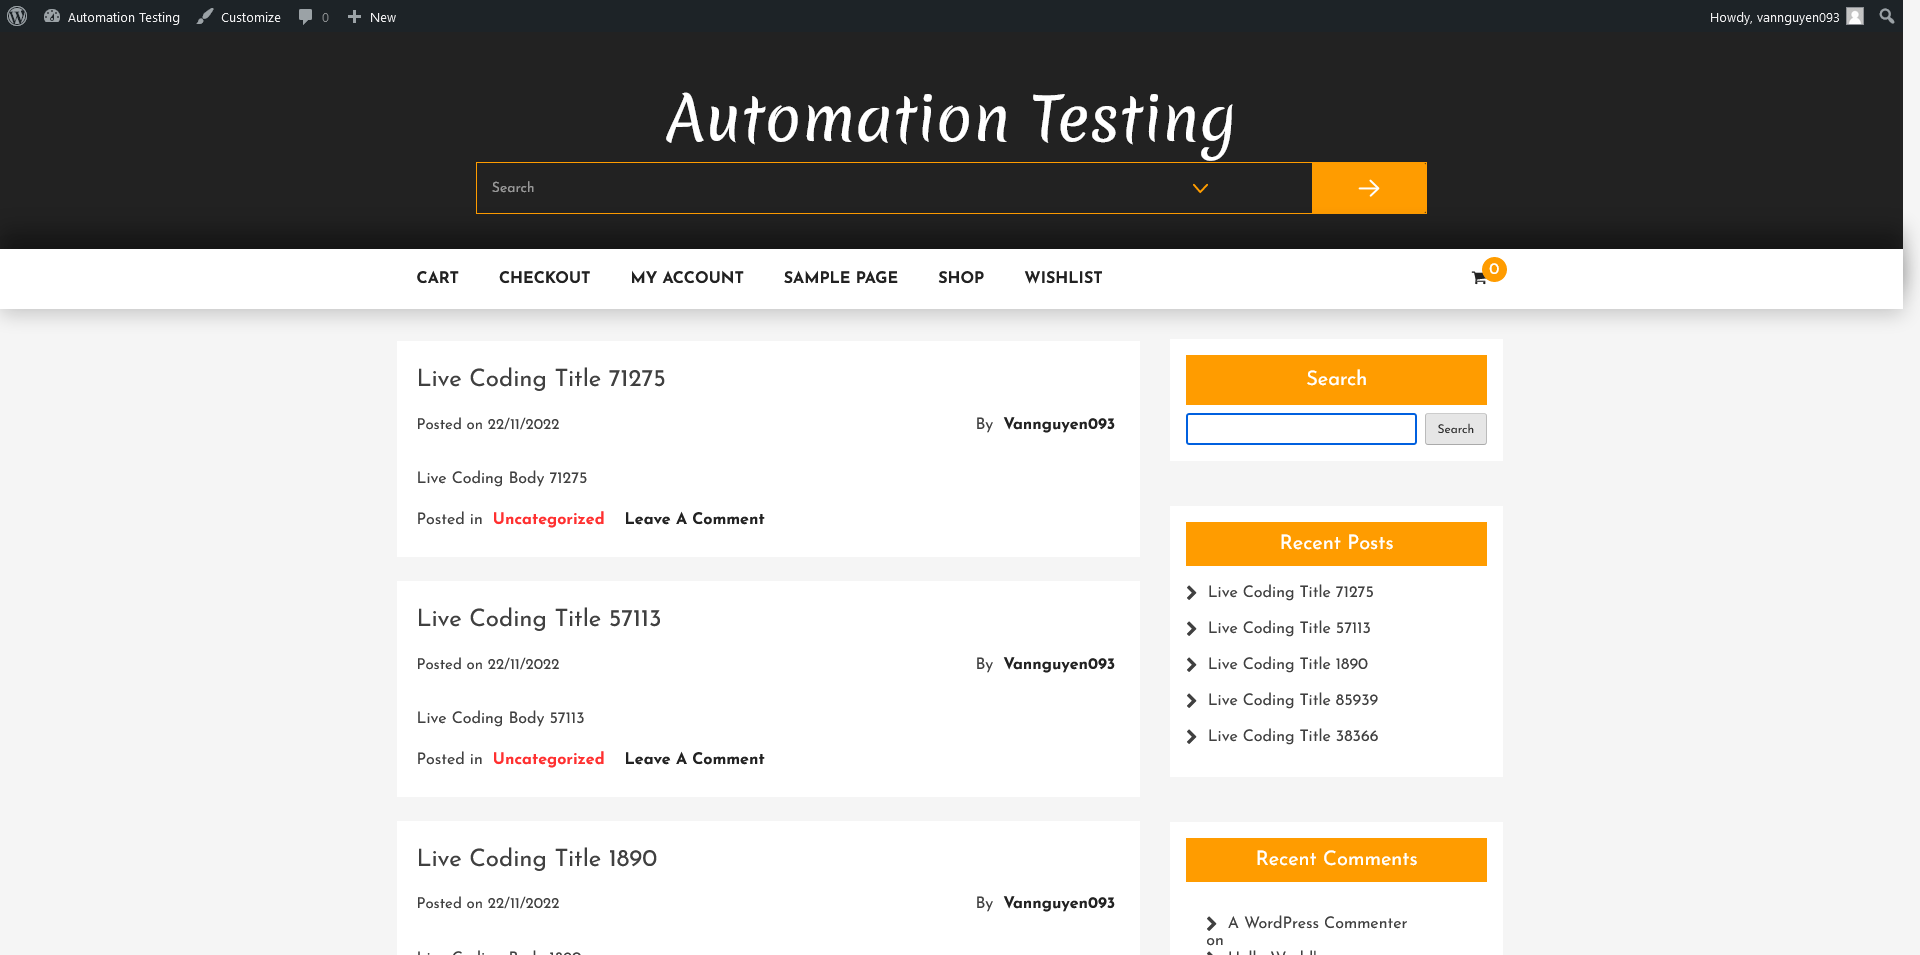 Automation Testing
Customize
0
New
Howdy, vannguyen093
Automation Testing
Search
CART
CHECKOUT
MY ACCOUNT
SAMPLE PAGE
SHOP
WISHLIST
0
Live Coding Title 71275
Posted on 22/11/2022
By Vannguyen093
Live Coding Body 71275
Posted in Uncategorized Leave A Comment
Live Coding Title 57113
Posted on 22/11/2022
By Vannguyen093
Live Coding Body 57113
Posted in Uncategorized Leave A Comment
Live Coding Title 1890
Posted on 22/11/2022
By Vannguyen093
Live Coding Body 1890
Search
Search
Recent Posts
Live Coding Title 71275
Live Coding Title 57113
Live Coding Title 1890
Live Coding Title 85939
Live Coding Title 38366
Recent Comments
A WordPress Commenter
on